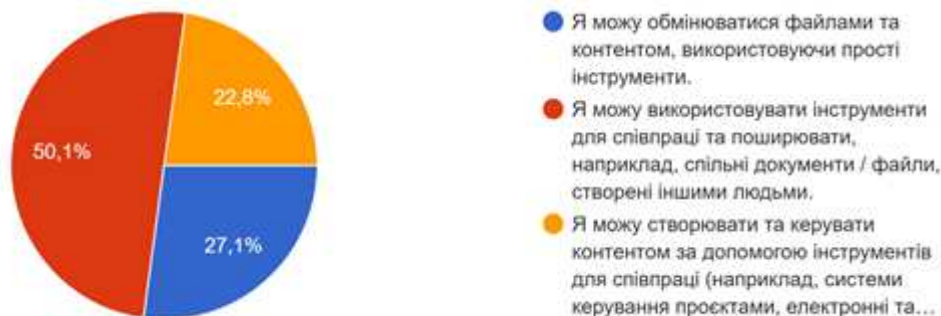 22,8%
50,1%
27,1%
Я можу обмінюватися файлами та
контентом, використовуючи прості
інструменти.
Я можу використовувати інструменти
для співпраці та поширювати,
наприклад, спільні документи / файли,
створені іншими людьми.
Я можу створювати та керувати
контентом за допомогою інструментів
для співпраці (наприклад, системи
керування проєктами, електронні та…